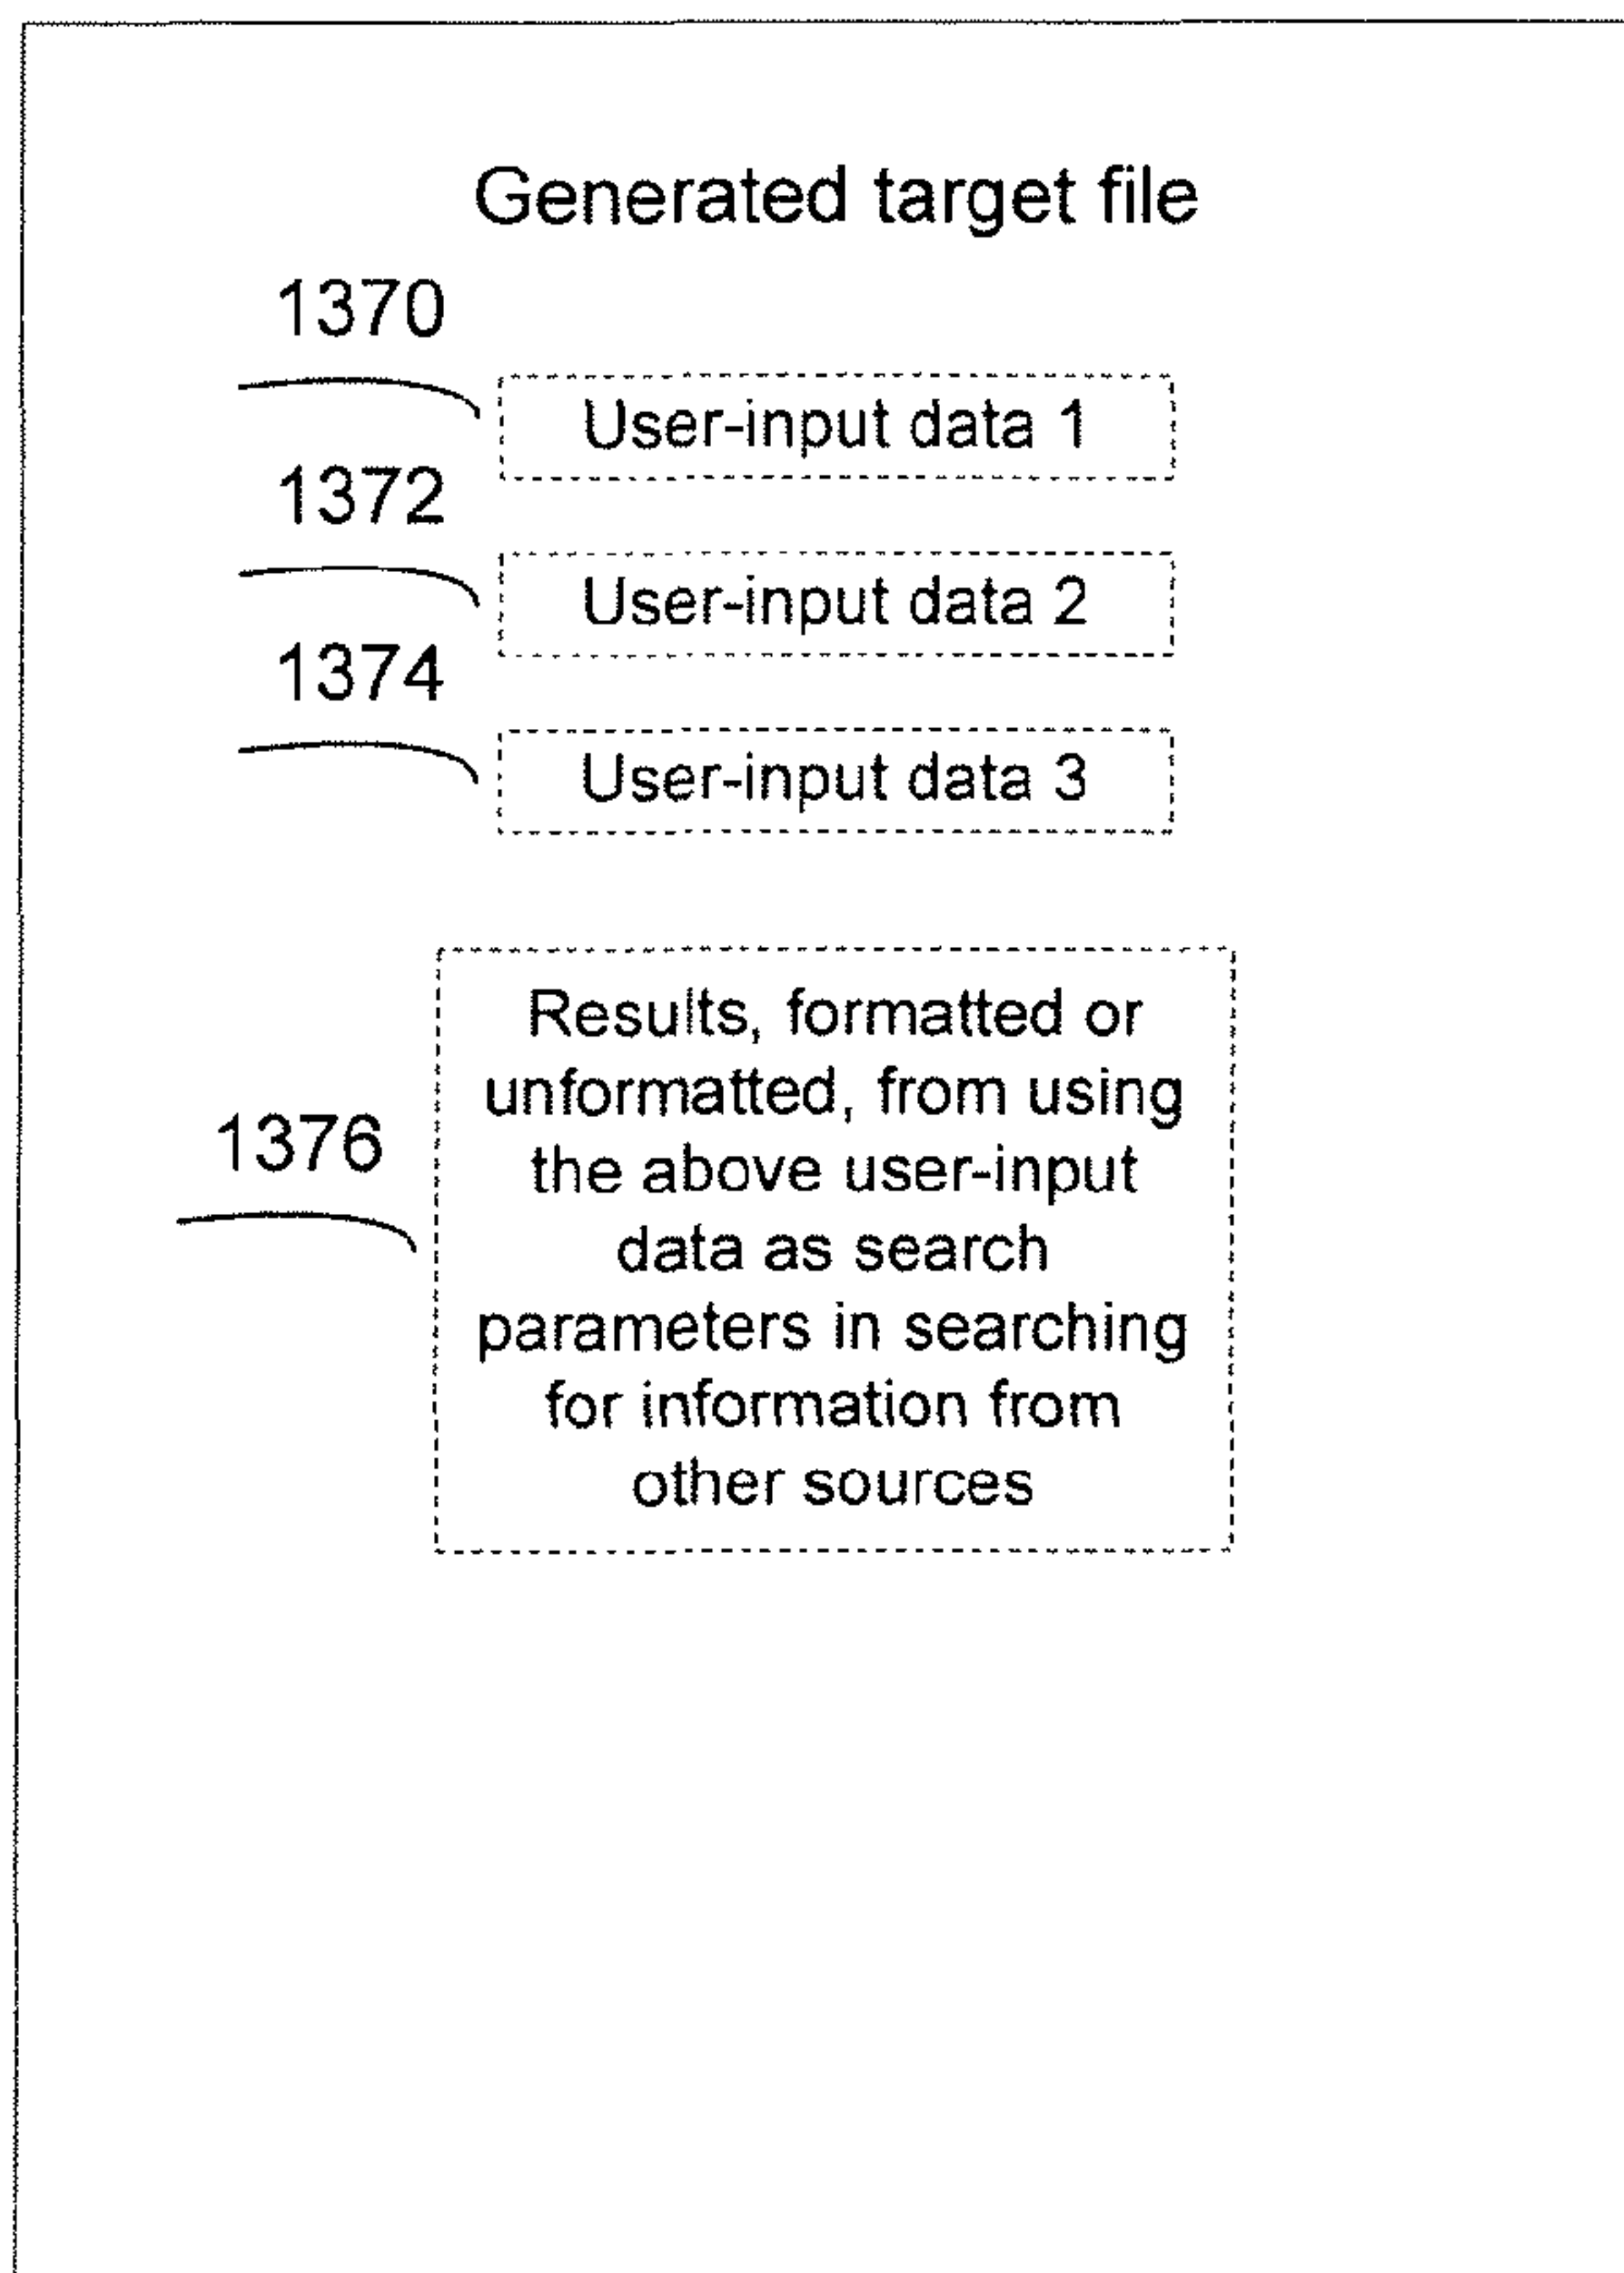 Generated target file
1370
User-input data 1
1372
User-input data 2
1374
User-input data 3
1376
Results, formatted or
unformatted, from using
the above user-input
data as search
parameters in searching
for information from
other sources